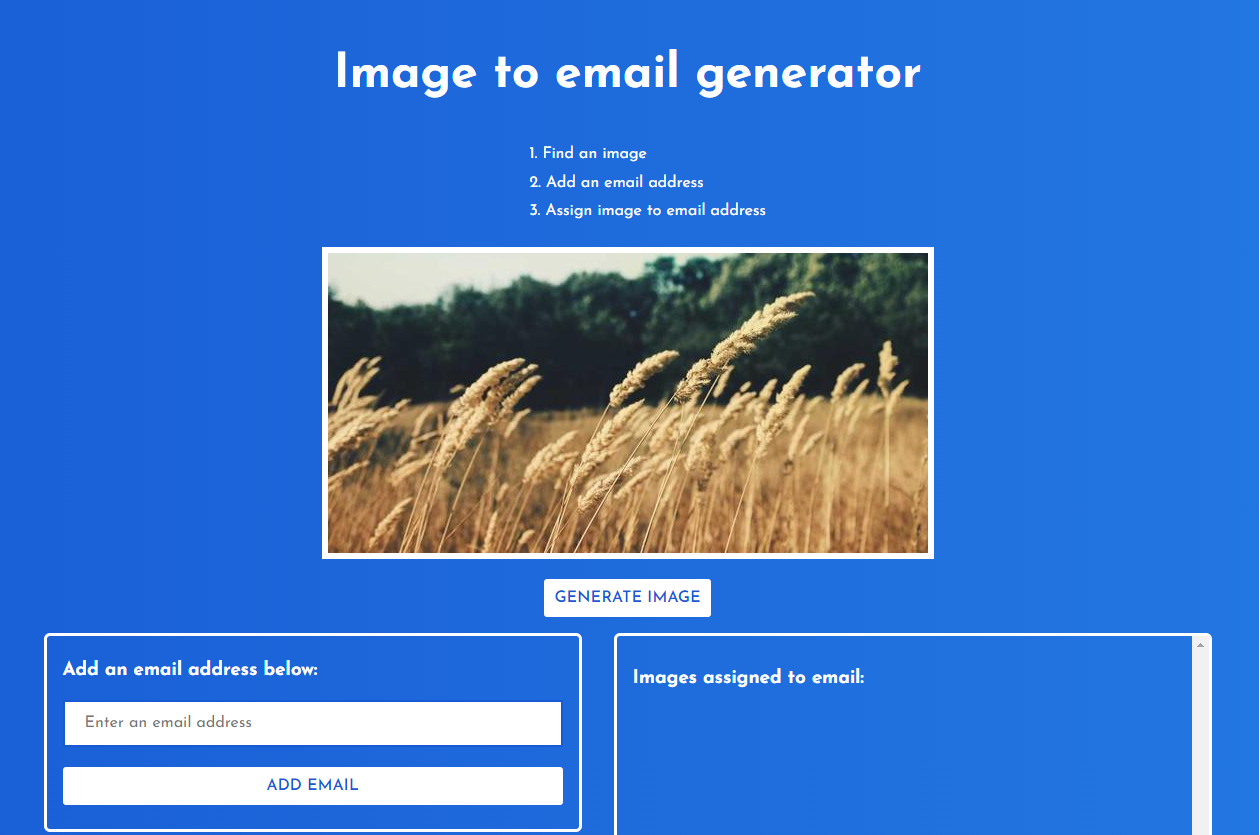 Image to email generator
1. Find an image
2. Add an email address
3. Assign image to email address
GENERATE IMAGE
Add an email address below:
Enter an email address
ADD EMAIL
Images assigned to email: